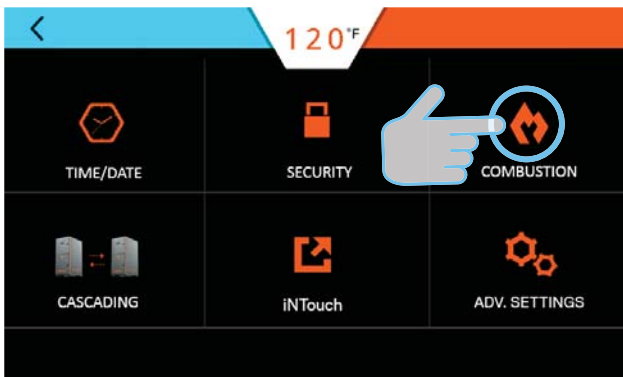 120°F
TIME/DATE
SECURITY
COMBUSTION
CASCADING
iNTouch
ADV. SETTINGS